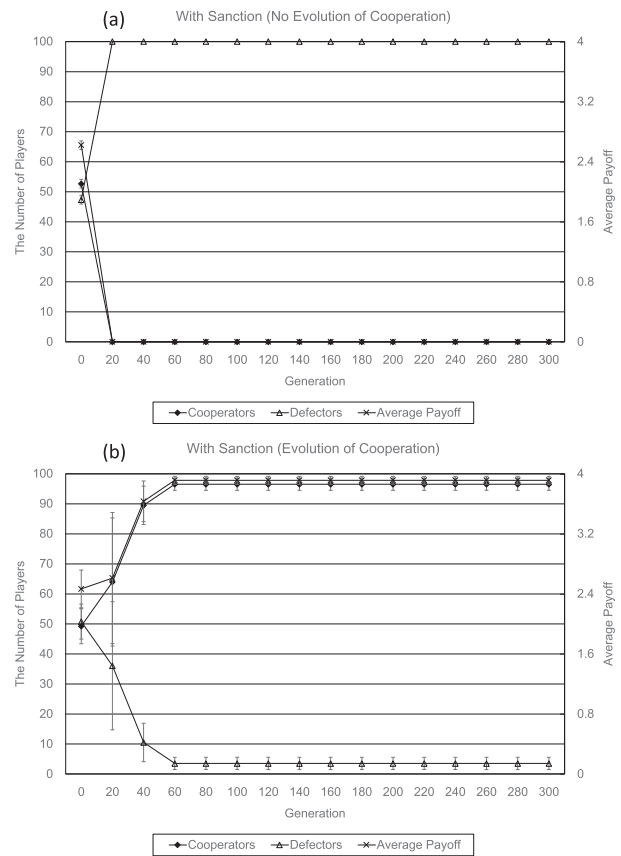 (a) With Sanction (No Evolution of Cooperation)
100
90
80
70
60
50
40
30
20
10
0
The Number of Players
4
3.2
2.4
1.6
0.8
0
Average Payoff
0 20 40 60 80 100 120 140 160 180 200 220 240 260 280 300
Generation
Cooperators Defectors Average Payoff
(b) With Sanction (Evolution of Cooperation)
100
90
80
70
60
50
40
30
20
10
0
The Number of Players
4
3.2
2.4
1.6
0.8
0
Average Payoff
0 20 40 60 80 100 120 140 160 180 200 220 240 260 280 300
Generation
Cooperators Defectors Average Payoff